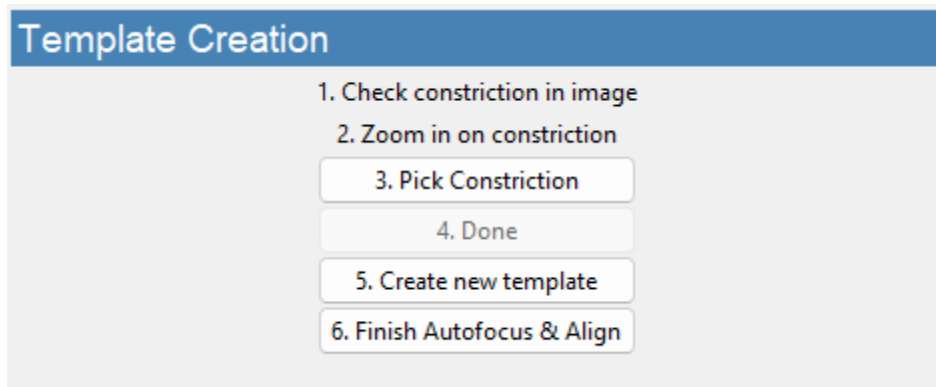 Template Creation
1. Check constriction in image
2. Zoom in on constriction
3. Pick Constriction
4. Done
5. Create new template
6. Finish Autofocus & Align